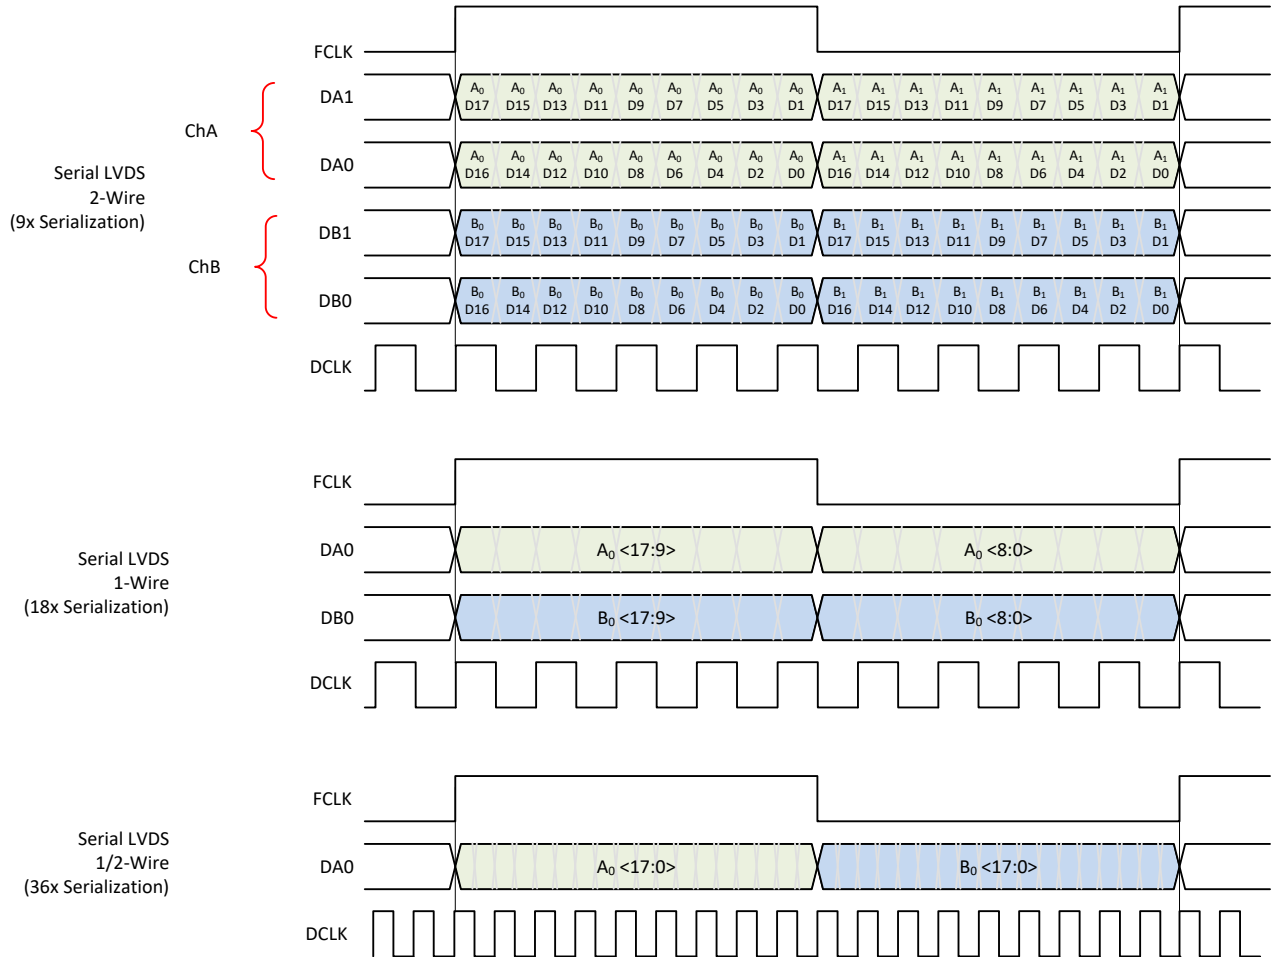 FCLK
DA1
A0 A0 A0 A0 A0 A0 A0 A0 A0 A1 A1 A1 A1 A1 A1 A1 A1 A1
D17 D15 D13 D11 D9 D7 D5 D3 D1 D17 D15 D13 D11 D9 D7 D5 D3 D1
ChA
DA0
A0 A0 A0 A0 A0 A0 A0 A0 A0 A1 A1 A1 A1 A1 A1 A1 A1 A1
D16 D14 D12 D10 D8 D6 D4 D2 D0 D16 D14 D12 D10 D8 D6 D4 D2 D0
Serial LVDS
2-Wire
(9x Serialization)
DB1
B0 B0 B0 B0 B0 B0 B0 B0 B0 B1 B1 B1 B1 B1 B1 B1 B1 B1
D17 D15 D13 D11 D9 D7 D5 D3 D1 D17 D15 D13 D11 D9 D7 D5 D3 D1
ChB
DB0
B0 B0 B0 B0 B0 B0 B0 B0 B0 B1 B1 B1 B1 B1 B1 B1 B1 B1
D16 D14 D12 D10 D8 D6 D4 D2 D0 D16 D14 D12 D10 D8 D6 D4 D2 D0
DCLK
FCLK
Serial LVDS
1-Wire
(18x Serialization)
DA0 A0 <17:9> A0 <8:0>
DB0 B0 <17:9> B0 <8:0>
DCLK
FCLK
Serial LVDS
1/2-Wire
(36x Serialization)
DA0 A0 <17:0> B0 <17:0>
DCLK